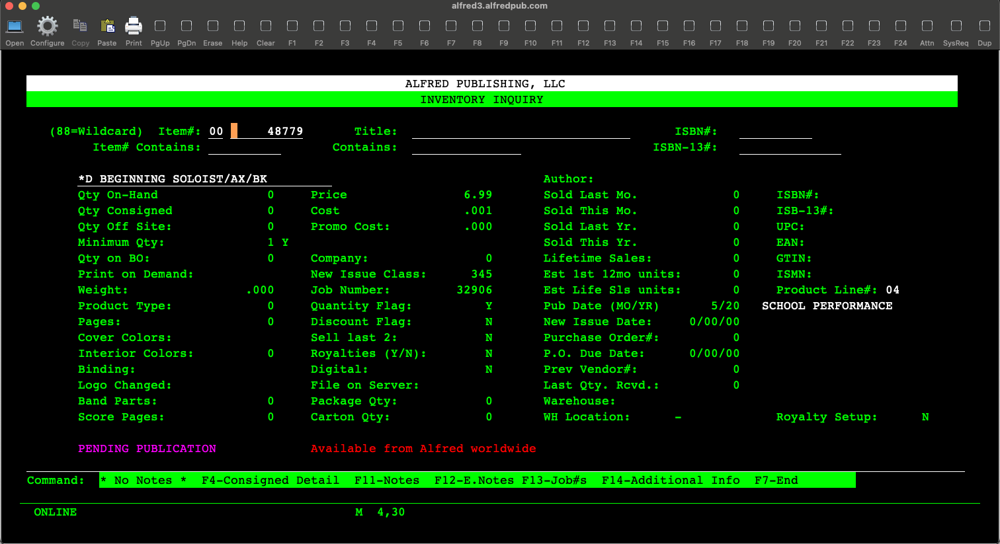 alfred3.alfredpub.com
Open Configure Copy Paste Print PgUp PgDn Erase Help Clear F1 F2 F3 F4 F5 F6 F7 F8 F9 F10 F11 F12 F13 F14 F15 F16 F17 F18 F19 F20 F21 F22 F23 F24 Attn SysReq Dup
ALFRED PUBLISHING, LLC
INVENTORY INQUIRY
(88=Wildcard) Item#: 00 48779 Title: ISBN#:
Item# Contains: Contains: ISBN-13#:
*D BEGINNING SOLOIST/AX/BK Author:
Qty On-Hand 0 Price 6.99 Sold Last Mo. 0 ISBN#:
Qty Consigned 0 Cost .001 Sold This Mo. 0 ISB-13#:
Qty Off Site: 0 Promo Cost: .000 Sold Last Yr. 0 UPC:
Minimum Qty: 1 Y Sold This Yr. 0 EAN:
Qty on BO: 0 Company: 0 Lifetime Sales: 0 GTIN:
Print on Demand: New Issue Class: 345 Est 1st 12mo units: 0 ISMN:
Weight: .000 Job Number: 32906 Est Life Sls units: 0 Product Line#: 04
Product Type: 0 Quantity Flag: Y Pub Date (MO/YR) 5/20 SCHOOL PERFORMANCE
Pages: 0 Discount Flag: N New Issue Date: 0/00/00
Cover Colors: Sell last 2: N Purchase Order#: 0
Interior Colors: 0 Royalties (Y/N): N P.O. Due Date: 0/00/00
Binding: Digital: N Prev Vendor#: 0
Logo Changed: File on Server: Last Qty. Rcvd.: 0
Band Parts: 0 Package Qty: 0 Warehouse:
Score Pages: 0 Carton Qty: 0 WH Location: - Royalty Setup: N
PENDING PUBLICATION Available from Alfred worldwide
Command: * No Notes * F4-Consigned Detail F11-Notes F12-E.Notes F13-Job#s F14-Additional Info F7-End
ONLINE M 4,30